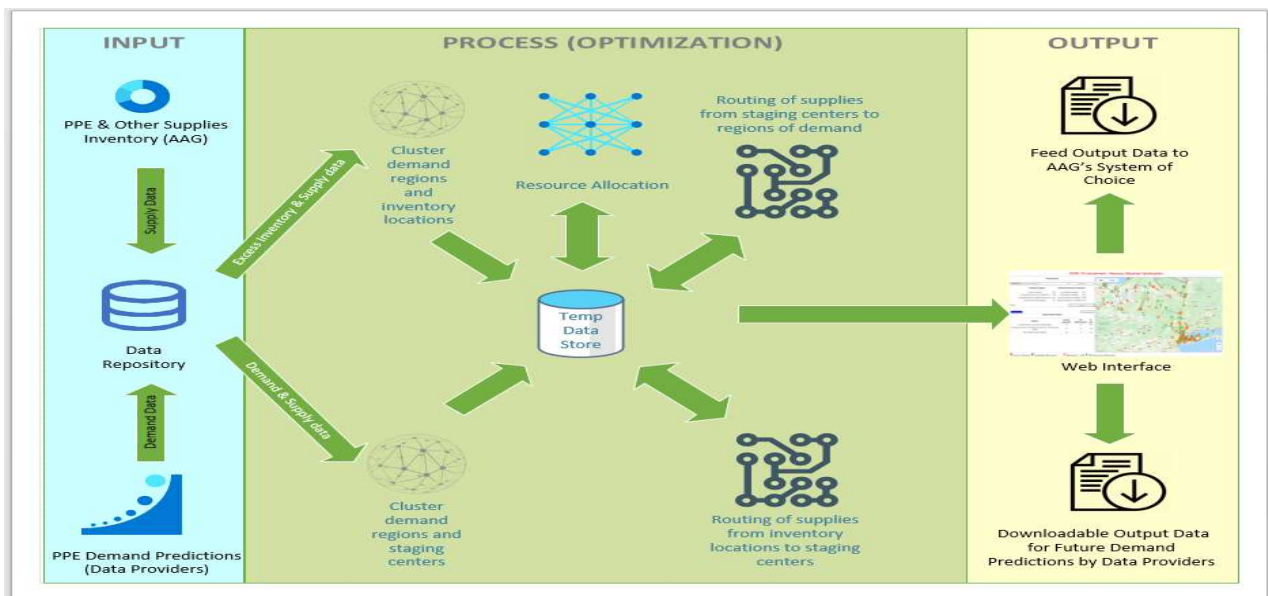 INPUT
PROCESS (OPTIMIZATION)
OUTPUT
PPE & Other Supplies
Inventory (AAG)
Supply Data
Data
Repository
Demand Data
PPE Demand Predictions
(Data Providers)
Excess Inventory & Supply data
Demand & Supply data
Cluster
demand
regions
and
inventory
locations
Resource Allocation
Routing of supplies
from staging centers to
regions of demand
Temp
Data
Store
Cluster
demand
regions and
staging
centers
Routing of supplies
from inventory
locations to staging
centers
Feed Output Data to
AAG's System of
Choice
Web Interface
Downloadable Output Data
for Future Demand
Predictions by Data Providers